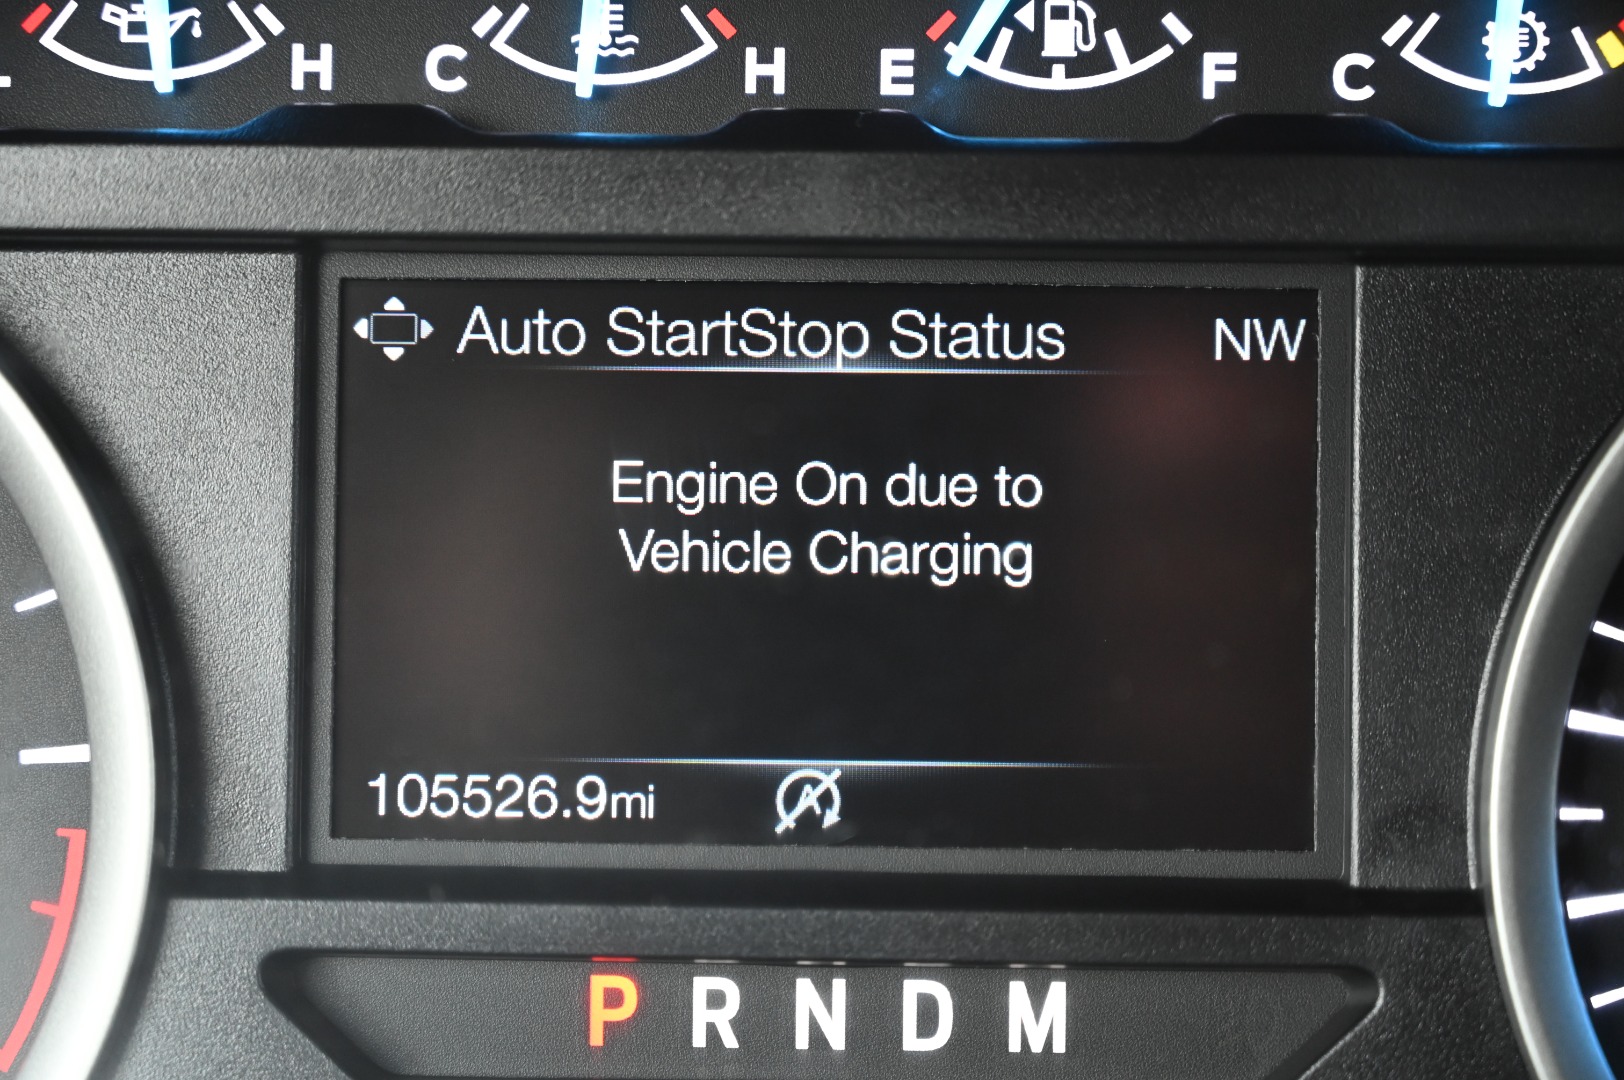 H C H E F C
Auto StartStop Status NW
Engine On due to
Vehicle Charging
105526.9mi A
P R N D M